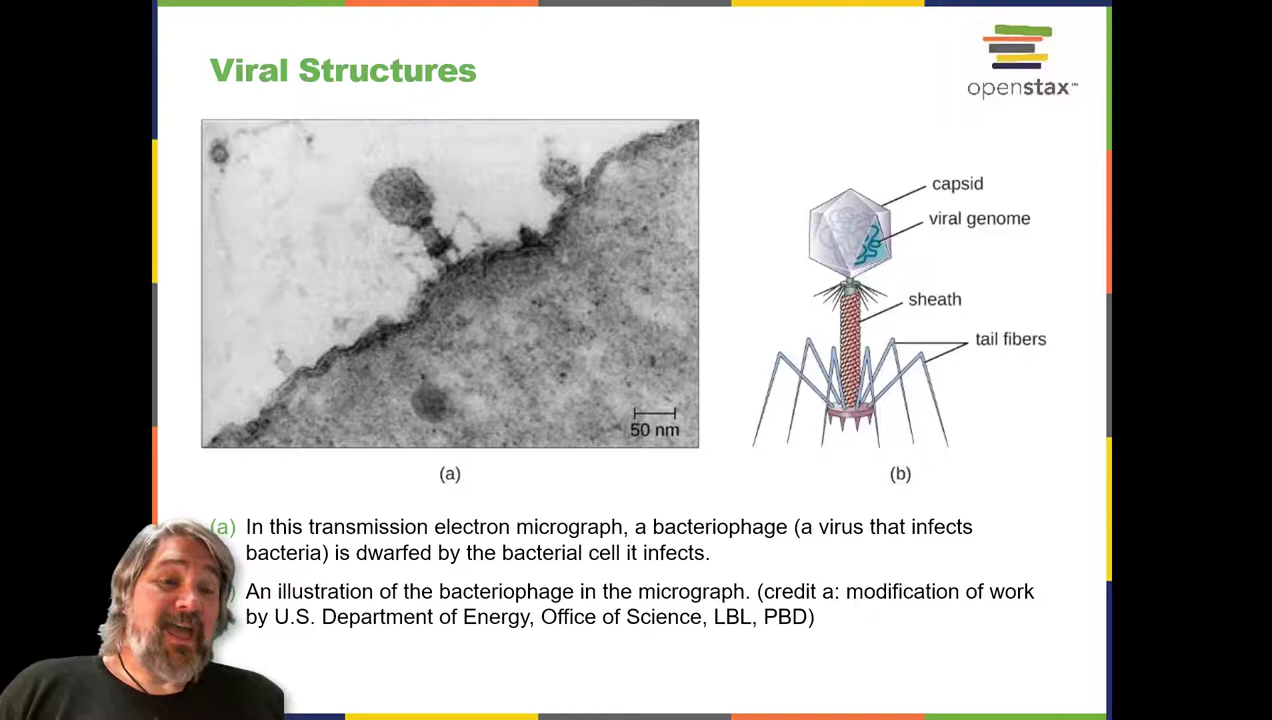 Viral Structures
openstax™
capsid
viral genome
sheath
tail fibers
50 nm
(a)
(b)
(a) In this transmission electron micrograph, a bacteriophage (a virus that infects
bacteria) is dwarfed by the bacterial cell it infects.
An illustration of the bacteriophage in the micrograph. (credit a: modification of work
by U.S. Department of Energy, Office of Science, LBL, PBD)